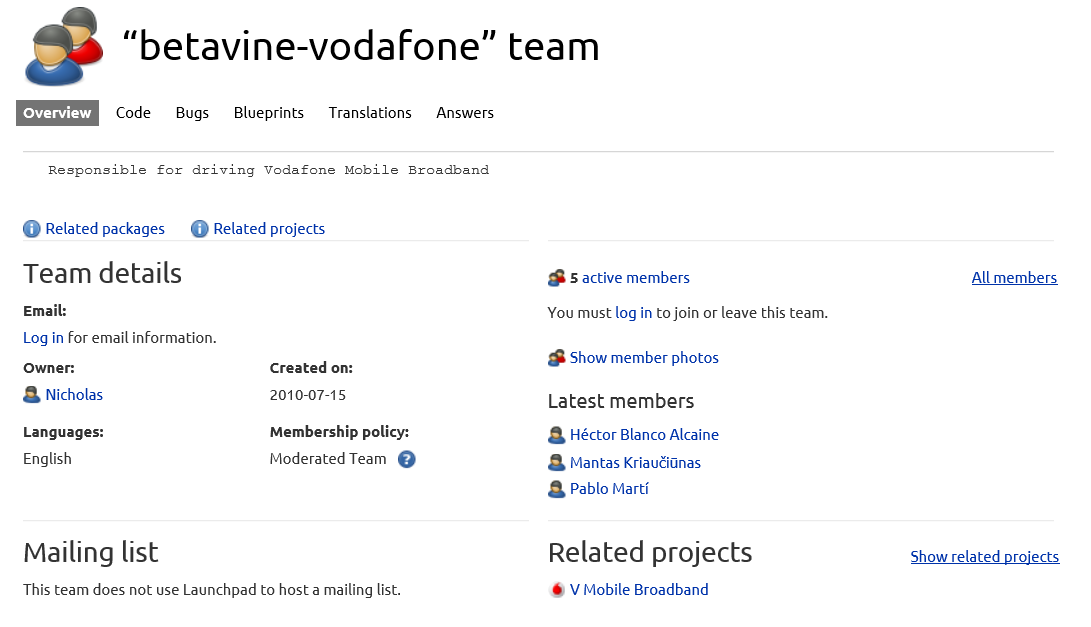 “betavine-vodafone” team
Overview Code Bugs Blueprints Translations Answers
Responsible for driving Vodafone Mobile Broadband
Related packages Related projects
Team details
Email:
Log in for email information.
Owner: Created on:
Nicholas 2010-07-15
Languages: Membership policy:
English Moderated Team
5 active members All members
You must log in to join or leave this team.
Show member photos
Latest members
Héctor Blanco Alcaine
Mantas Kriaučiūnas
Pablo Martí
Mailing list
This team does not use Launchpad to host a mailing list.
Related projects Show related projects
V Mobile Broadband